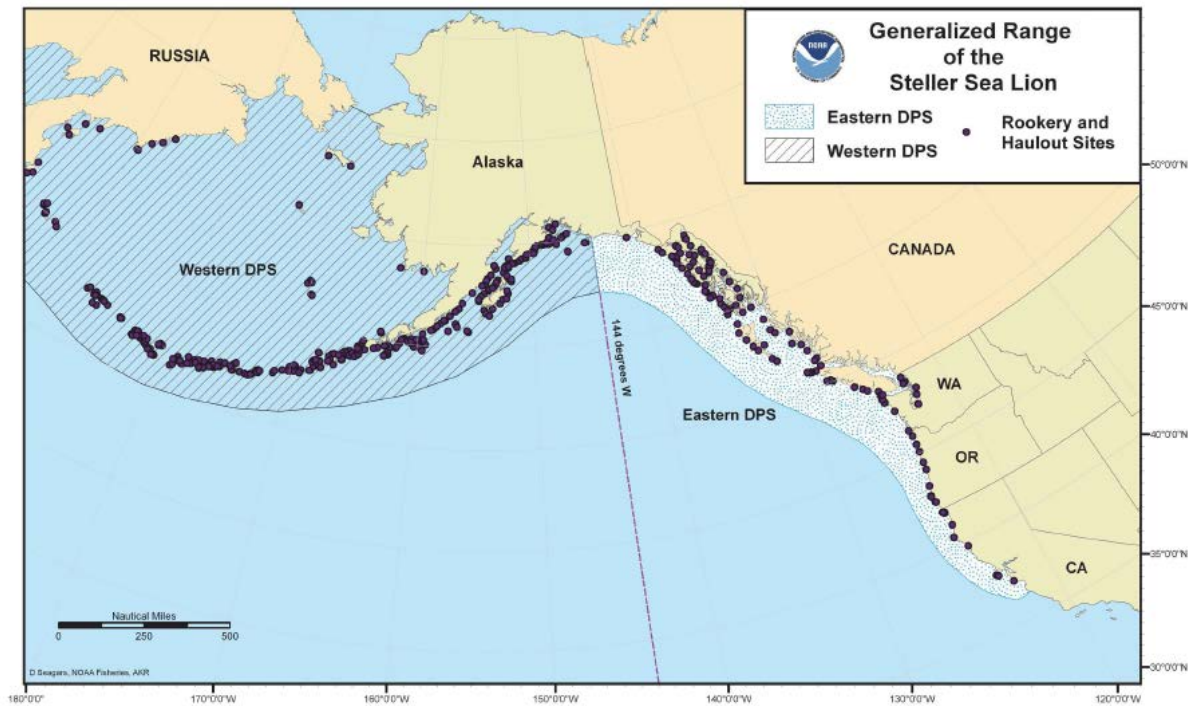 Generalized Range
of the
Steller Sea Lion
NOAA
Eastern DPS
Western DPS
Rookery and
Haulout Sites
RUSSIA
Alaska
CANADA
Western DPS
144 degrees W
Eastern DPS
WA
OR
CA
Nautical Miles
0 250 500
D Seagars, NOAA Fisheries, AKR
50°0'0"N
45°0'0"N
40°0'0"N
35°0'0"N
30°0'0"N
180°0'0" 170°0'0"W 160°0'0"W 150°0'0"W 140°0'0"W 130°0'0"W 120°0'0"W